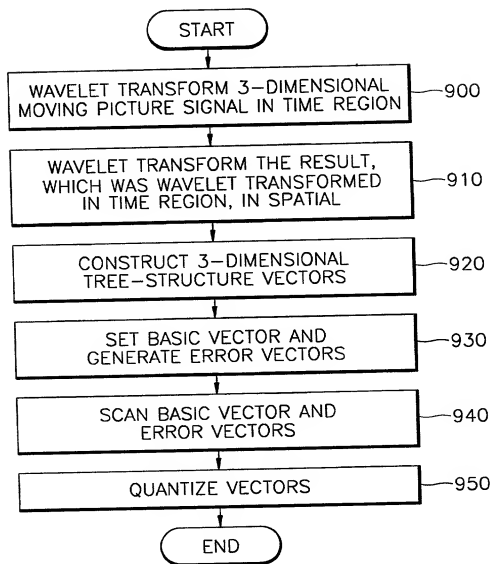 START
WAVELET TRANSFORM 3-DIMENSIONAL
MOVING PICTURE SIGNAL IN TIME REGION
900
WAVELET TRANSFORM THE RESULT,
WHICH WAS WAVELET TRANSFORMED
IN TIME REGION, IN SPATIAL
910
CONSTRUCT 3-DIMENSIONAL
TREE-STRUCTURE VECTORS
920
SET BASIC VECTOR AND
GENERATE ERROR VECTORS
930
SCAN BASIC VECTOR AND
ERROR VECTORS
940
QUANTIZE VECTORS
950
END